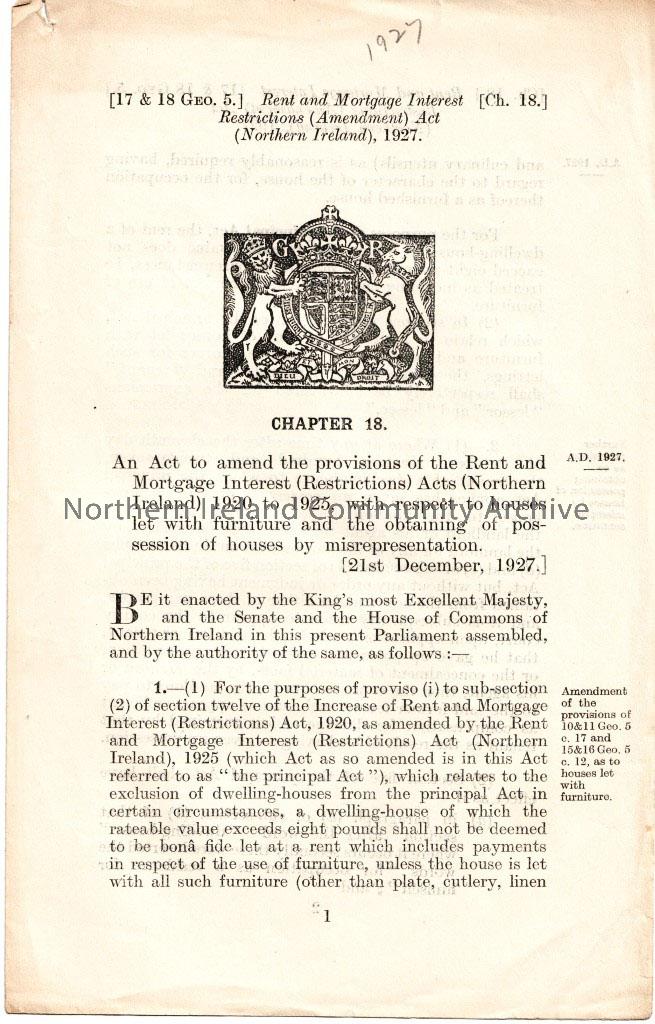 1927
[17 & 18 GEO. 5.] Rent and Mortgage Interest [Ch. 18.]
Restrictions (Amendment) Act
(Northern Ireland), 1927.
G R
DIEU ET MON DROIT
CHAPTER 18.
An Act to amend the provisions of the Rent and
Mortgage Interest (Restrictions) Acts (Northern
Ireland) 1920 to 1925, with respect to houses
let with furniture and the obtaining of pos-
session of houses by misrepresentation.
[21st December, 1927.]
A.D. 1927.
Northern Ireland Community Archive
BE it enacted by the King's most Excellent Majesty,
and the Senate and the House of Commons of
Northern Ireland in this present Parliament assembled,
and by the authority of the same, as follows :—
1.—(1) For the purposes of proviso (i) to sub-section
(2) of section twelve of the Increase of Rent and Mortgage
Interest (Restrictions) Act, 1920, as amended by the Rent
and Mortgage Interest (Restrictions) Act (Northern
Ireland), 1925 (which Act as so amended is in this Act
referred to as " the principal Act "), which relates to the
exclusion of dwelling-houses from the principal Act in
certain circumstances, a dwelling-house of which the
rateable value exceeds eight pounds shall not be deemed
to be bonâ fide let at a rent which includes payments
in respect of the use of furniture, unless the house is let
with all such furniture (other than plate, cutlery, linen
Amendment
of the
provisions of
10&11 Geo. 5
c. 17 and
15&16 Geo. 5
c. 12, as to
houses let
with
furniture.
1